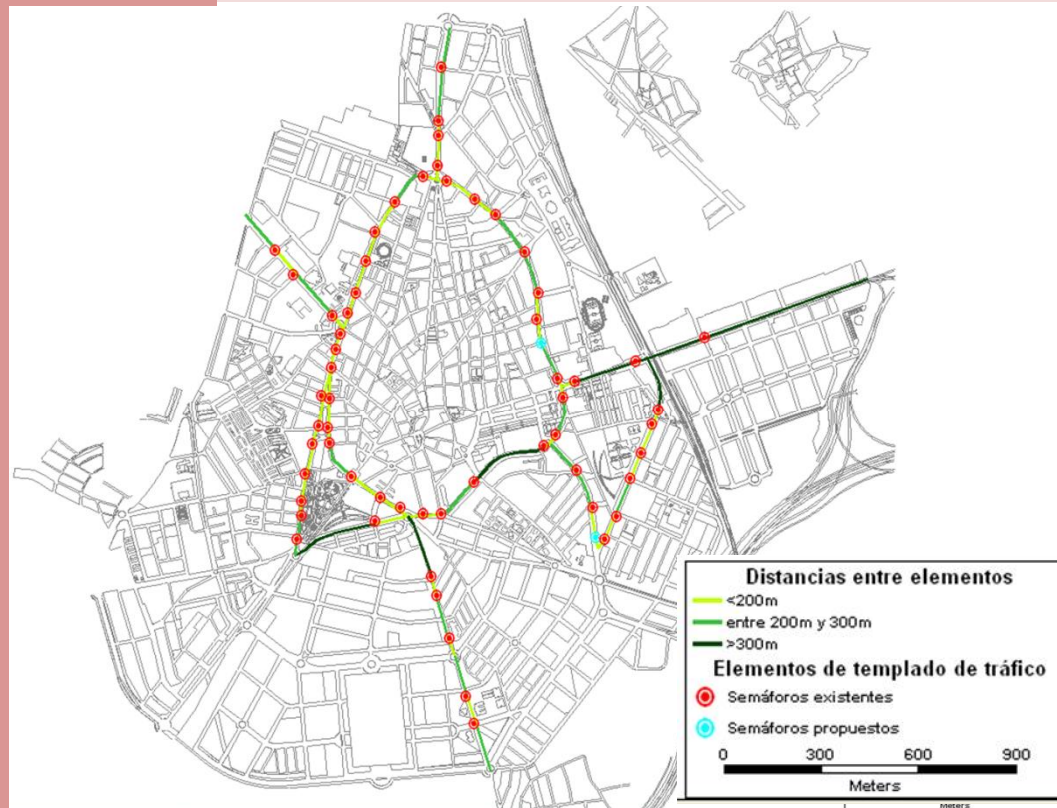 Distancias entre elementos
<200m
entre 200m y 300m
>300m
Elementos de templado de tráfico
Semáforos existentes
Semáforos propuestos
0 300 600 900
Meters
Meters